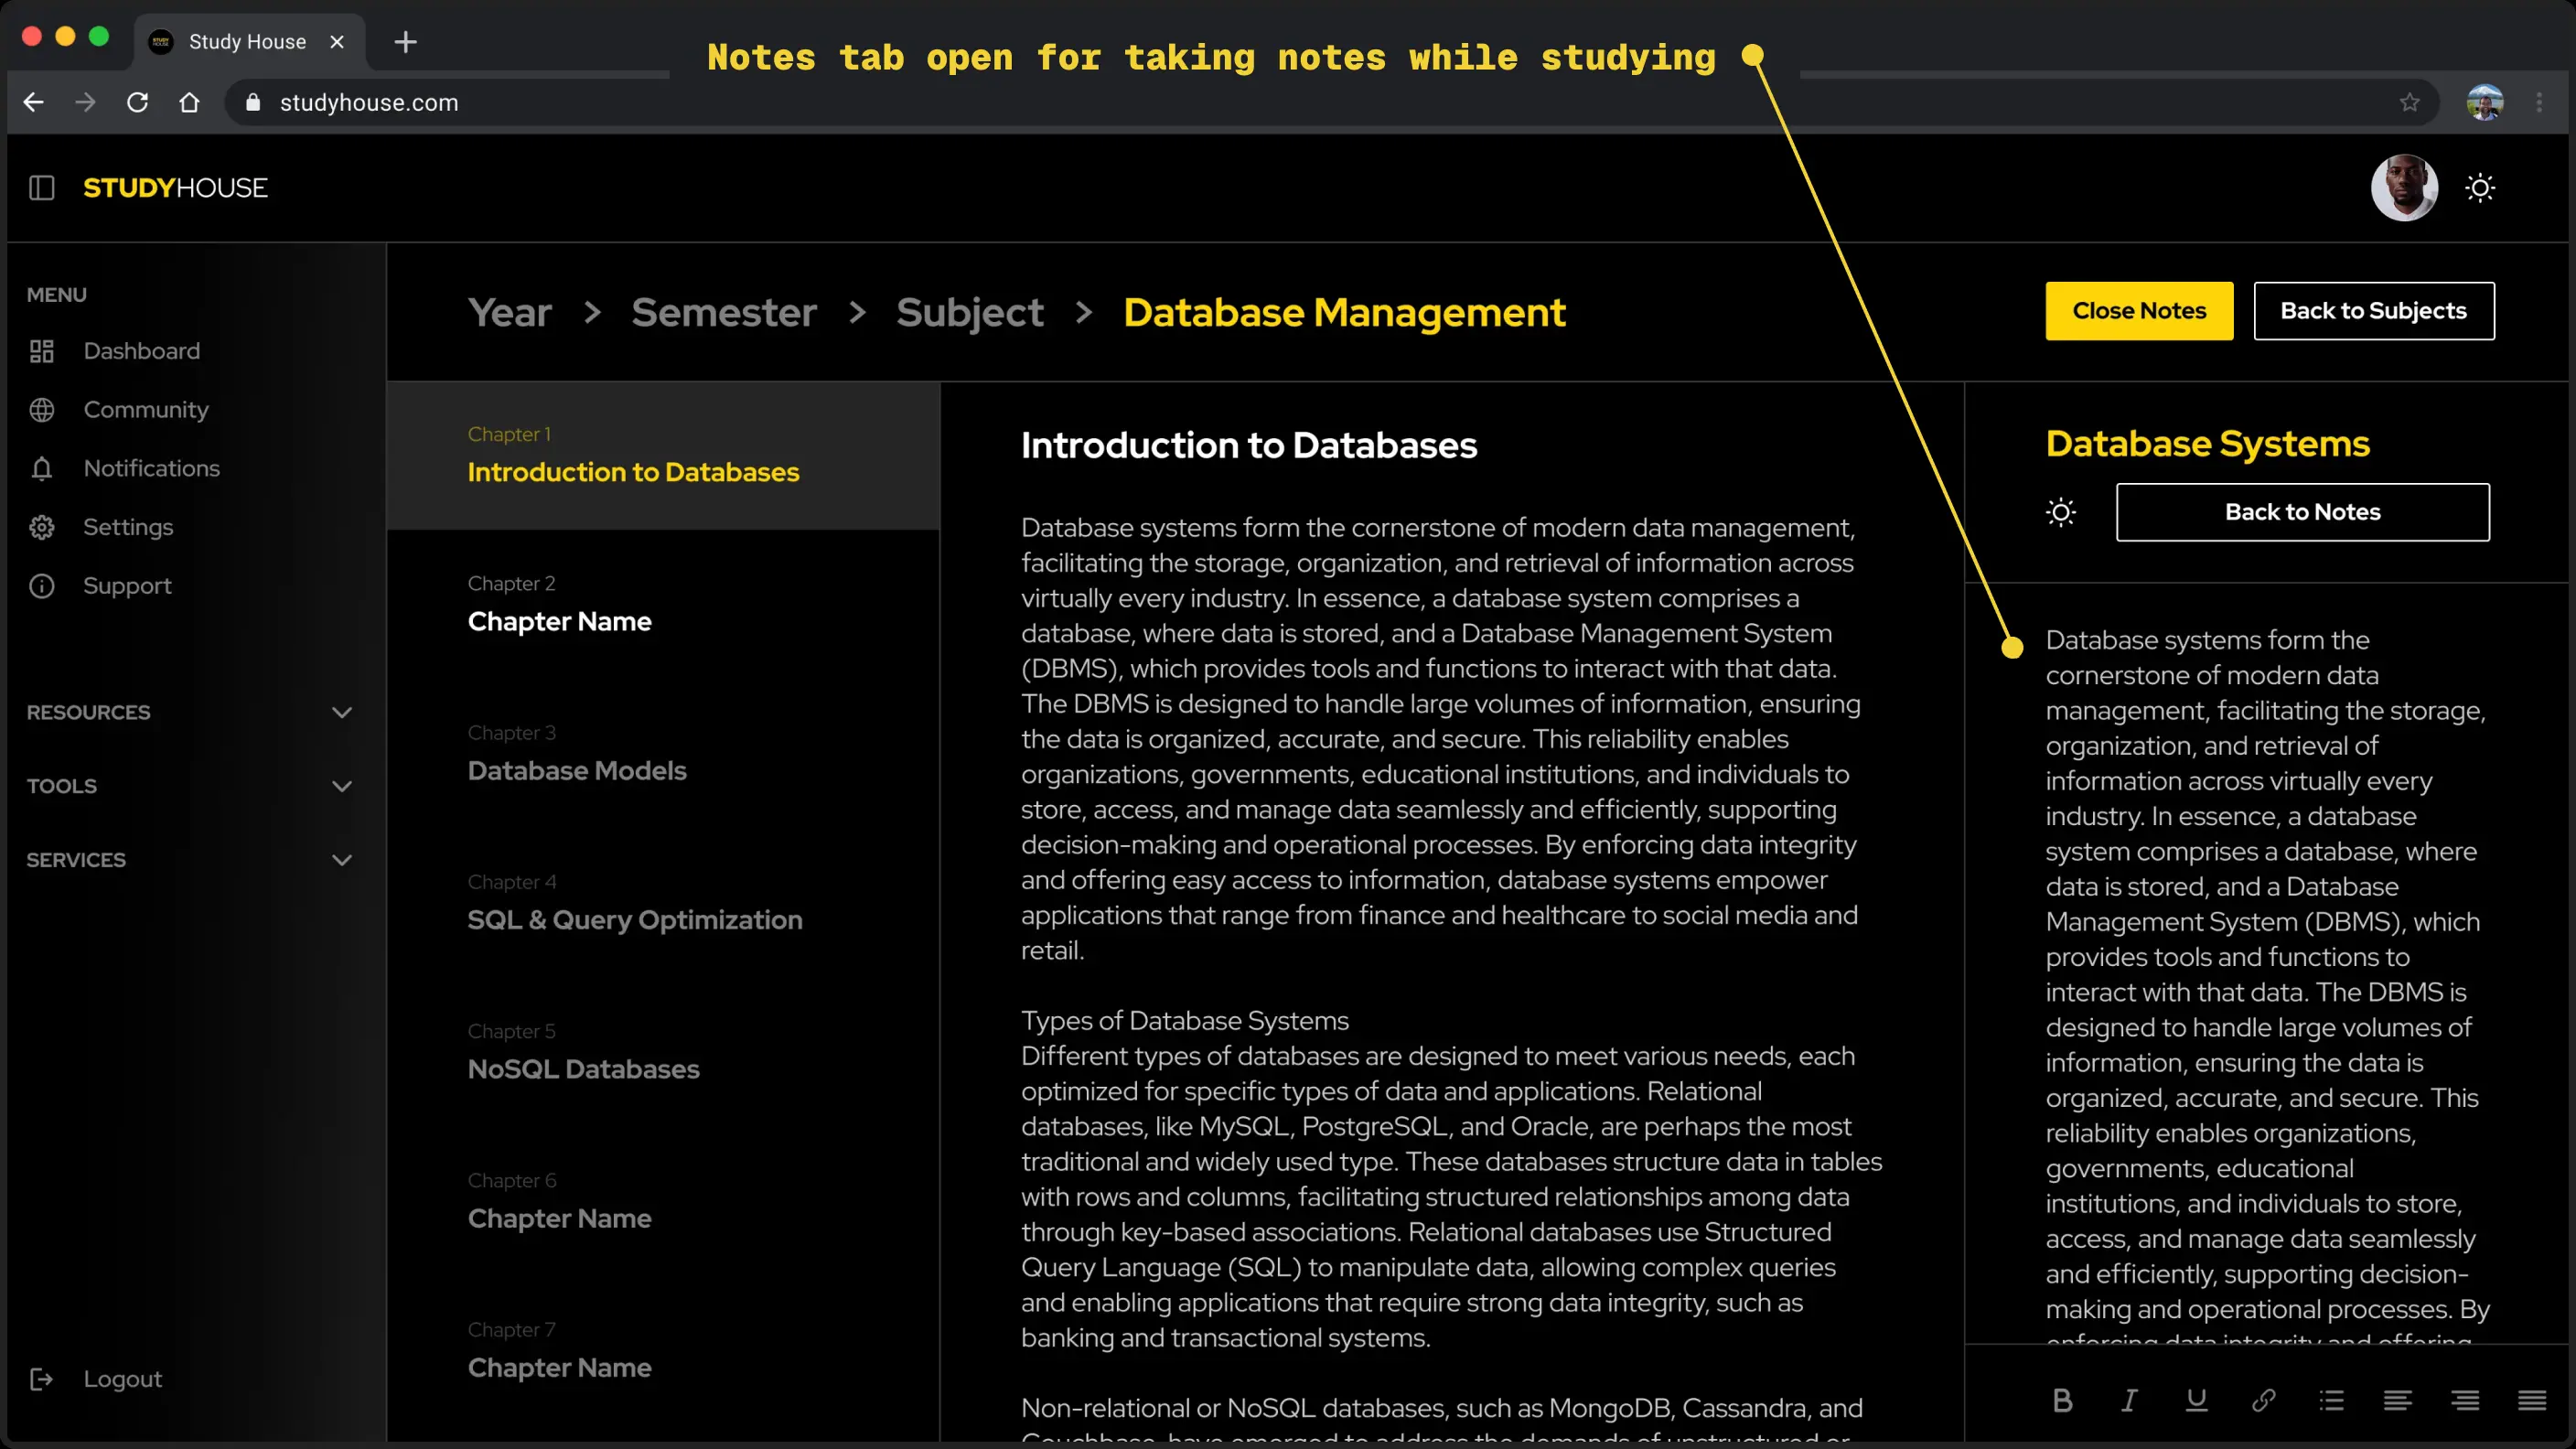 Study House
Notes tab open for taking notes while studying
studyhouse.com
STUDYHOUSE
MENU
Dashboard
Community
Notifications
Settings
Support
RESOURCES
TOOLS
SERVICES
Logout
Year > Semester > Subject > Database Management
Close Notes
Back to Subjects
Chapter 1
Introduction to Databases
Chapter 2
Chapter Name
Chapter 3
Database Models
Chapter 4
SQL & Query Optimization
Chapter 5
NoSQL Databases
Chapter 6
Chapter Name
Chapter 7
Chapter Name
Introduction to Databases
Database systems form the cornerstone of modern data management,
facilitating the storage, organization, and retrieval of information across
virtually every industry. In essence, a database system comprises a
database, where data is stored, and a Database Management System
(DBMS), which provides tools and functions to interact with that data.
The DBMS is designed to handle large volumes of information, ensuring
the data is organized, accurate, and secure. This reliability enables
organizations, governments, educational institutions, and individuals to
store, access, and manage data seamlessly and efficiently, supporting
decision-making and operational processes. By enforcing data integrity
and offering easy access to information, database systems empower
applications that range from finance and healthcare to social media and
retail.
Types of Database Systems
Different types of databases are designed to meet various needs, each
optimized for specific types of data and applications. Relational
databases, like MySQL, PostgreSQL, and Oracle, are perhaps the most
traditional and widely used type. These databases structure data in tables
with rows and columns, facilitating structured relationships among data
through key-based associations. Relational databases use Structured
Query Language (SQL) to manipulate data, allowing complex queries
and enabling applications that require strong data integrity, such as
banking and transactional systems.
Non-relational or NoSQL databases, such as MongoDB, Cassandra, and
Couchbase, have emerged to address the demands of unstructured or
Database Systems
Back to Notes
Database systems form the
cornerstone of modern data
management, facilitating the storage,
organization, and retrieval of
information across virtually every
industry. In essence, a database
system comprises a database, where
data is stored, and a Database
Management System (DBMS), which
provides tools and functions to
interact with that data. The DBMS is
designed to handle large volumes of
information, ensuring the data is
organized, accurate, and secure. This
reliability enables organizations,
governments, educational
institutions, and individuals to store,
access, and manage data seamlessly
and efficiently, supporting decision-
making and operational processes. By
enforcing data integrity and offering
B I U